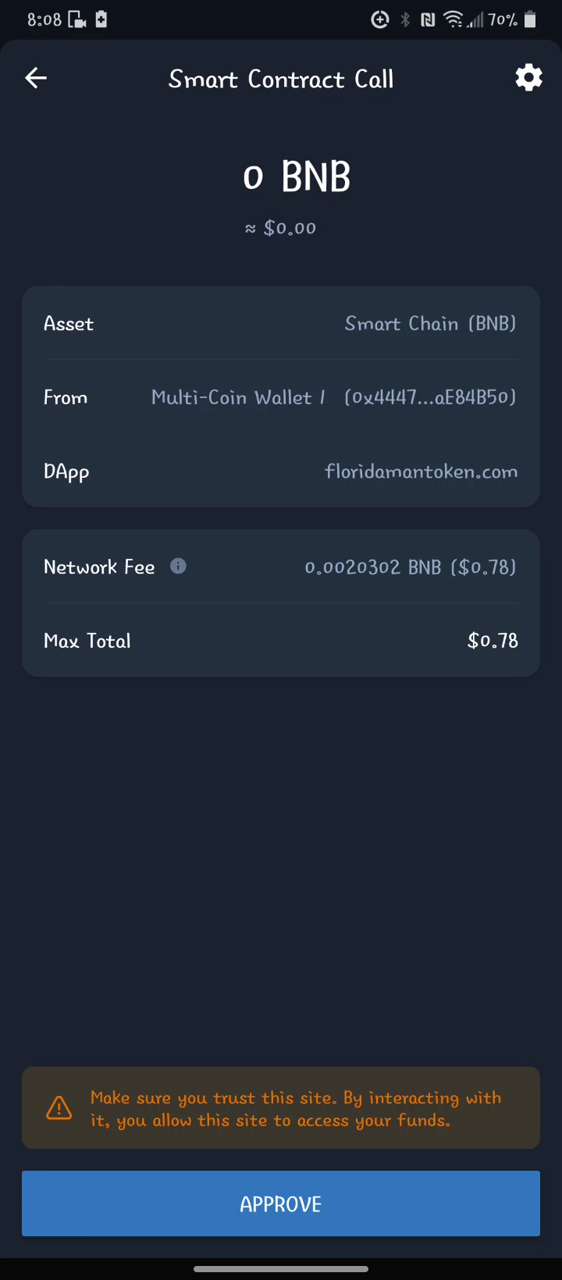 8:08 70%
Smart Contract Call
0 BNB
≈ $0.00
Asset Smart Chain (BNB)
From Multi-Coin Wallet 1 (0x4447...aE84B50)
DApp floridamantoken.com
Network Fee 0.0020302 BNB ($0.78)
Max Total $0.78
Make sure you trust this site. By interacting with
it, you allow this site to access your funds.
APPROVE